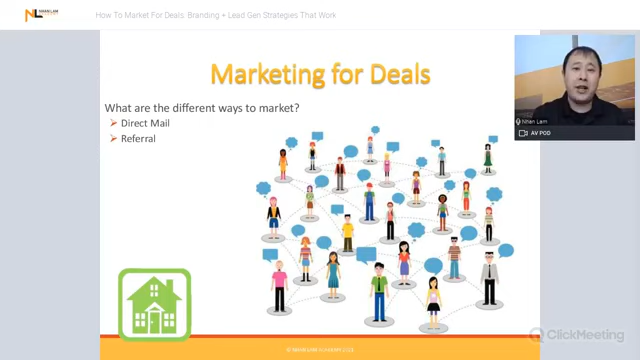 NL
How To Market For Deals: Branding + Lead Gen Strategies That Work
Marketing for Deals
What are the different ways to market?
Direct Mail
Referral
Nhan Lam
AV POD
ClickMeeting